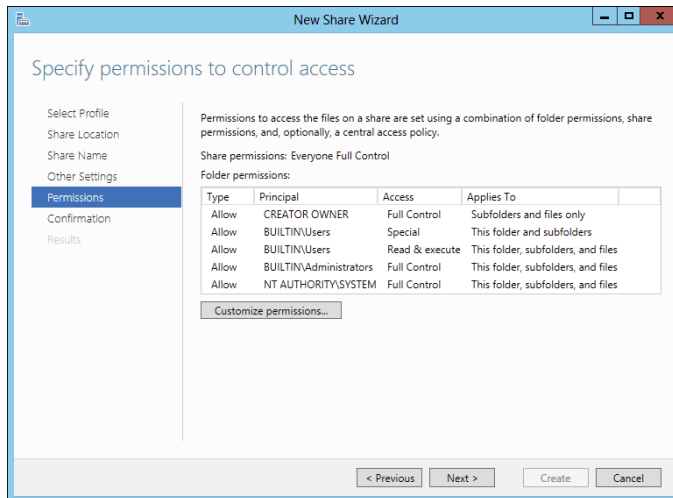 New Share Wizard
Specify permissions to control access
Select Profile
Share Location
Share Name
Other Settings
Permissions
Confirmation
Results
Permissions to access the files on a share are set using a combination of folder permissions, share
permissions, and, optionally, a central access policy.
Share permissions: Everyone Full Control
Folder permissions:
Type Principal Access Applies To
Allow CREATOR OWNER Full Control Subfolders and files only
Allow BUILTIN\Users Special This folder and subfolders
Allow BUILTIN\Users Read & execute This folder, subfolders, and files
Allow BUILTIN\Administrators Full Control This folder, subfolders, and files
Allow NT AUTHORITY\SYSTEM Full Control This folder, subfolders, and files
Customize permissions...
< Previous Next > Create Cancel